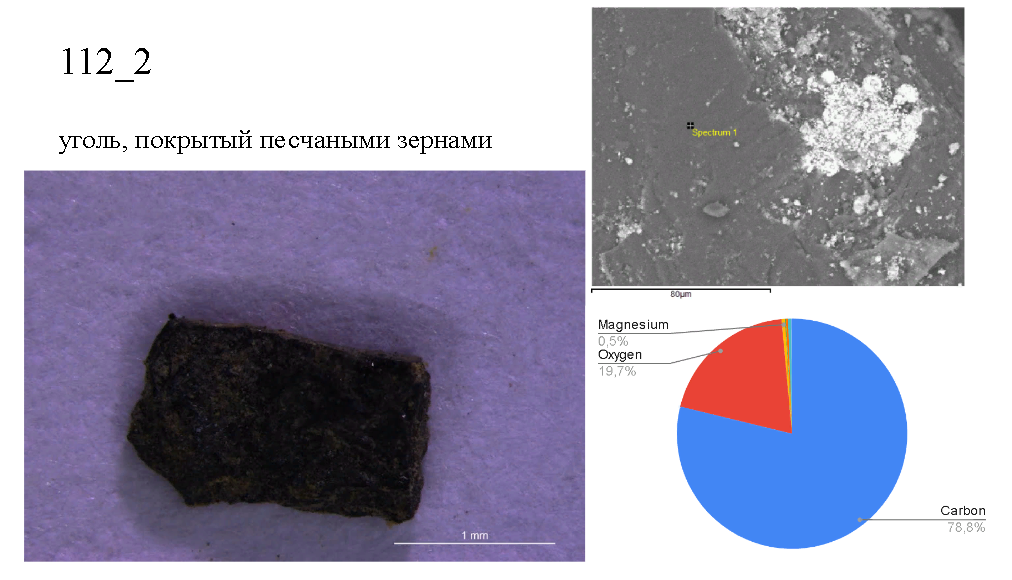 112_2
уголь, покрытый песчаными зернами
Spectrum 1
80µm
1 mm
Magnesium
0,5%
Oxygen
19,7%
Carbon
78,8%